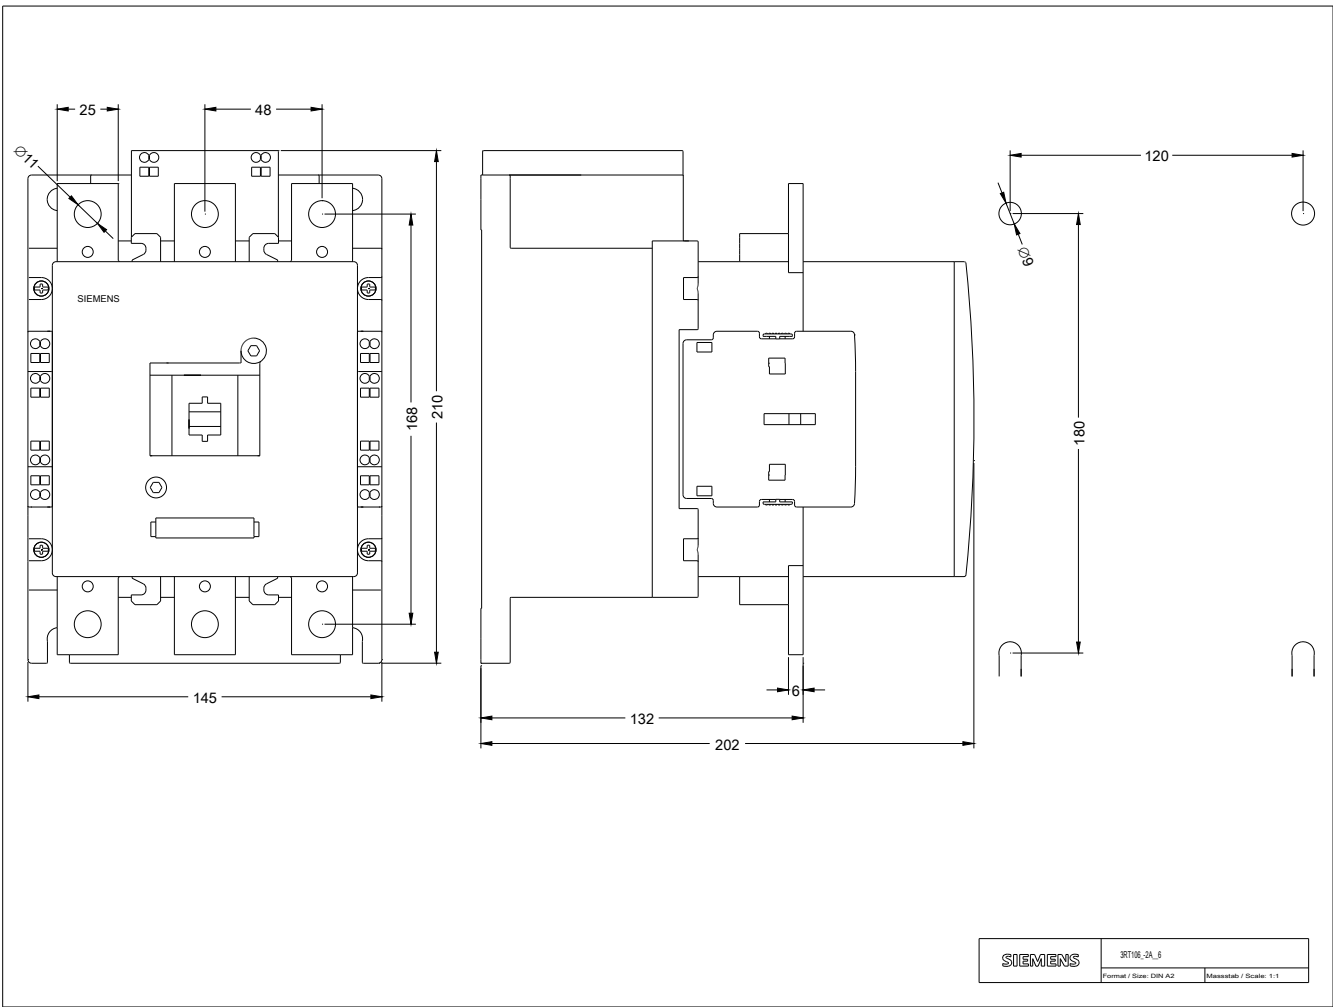 25
48
Ø11
120
SIEMENS
Ø9
168
210
180
145
6
132
202
SIEMENS
3RT106_-2A_6
Format / Size: DIN A2
Massstab / Scale: 1:1